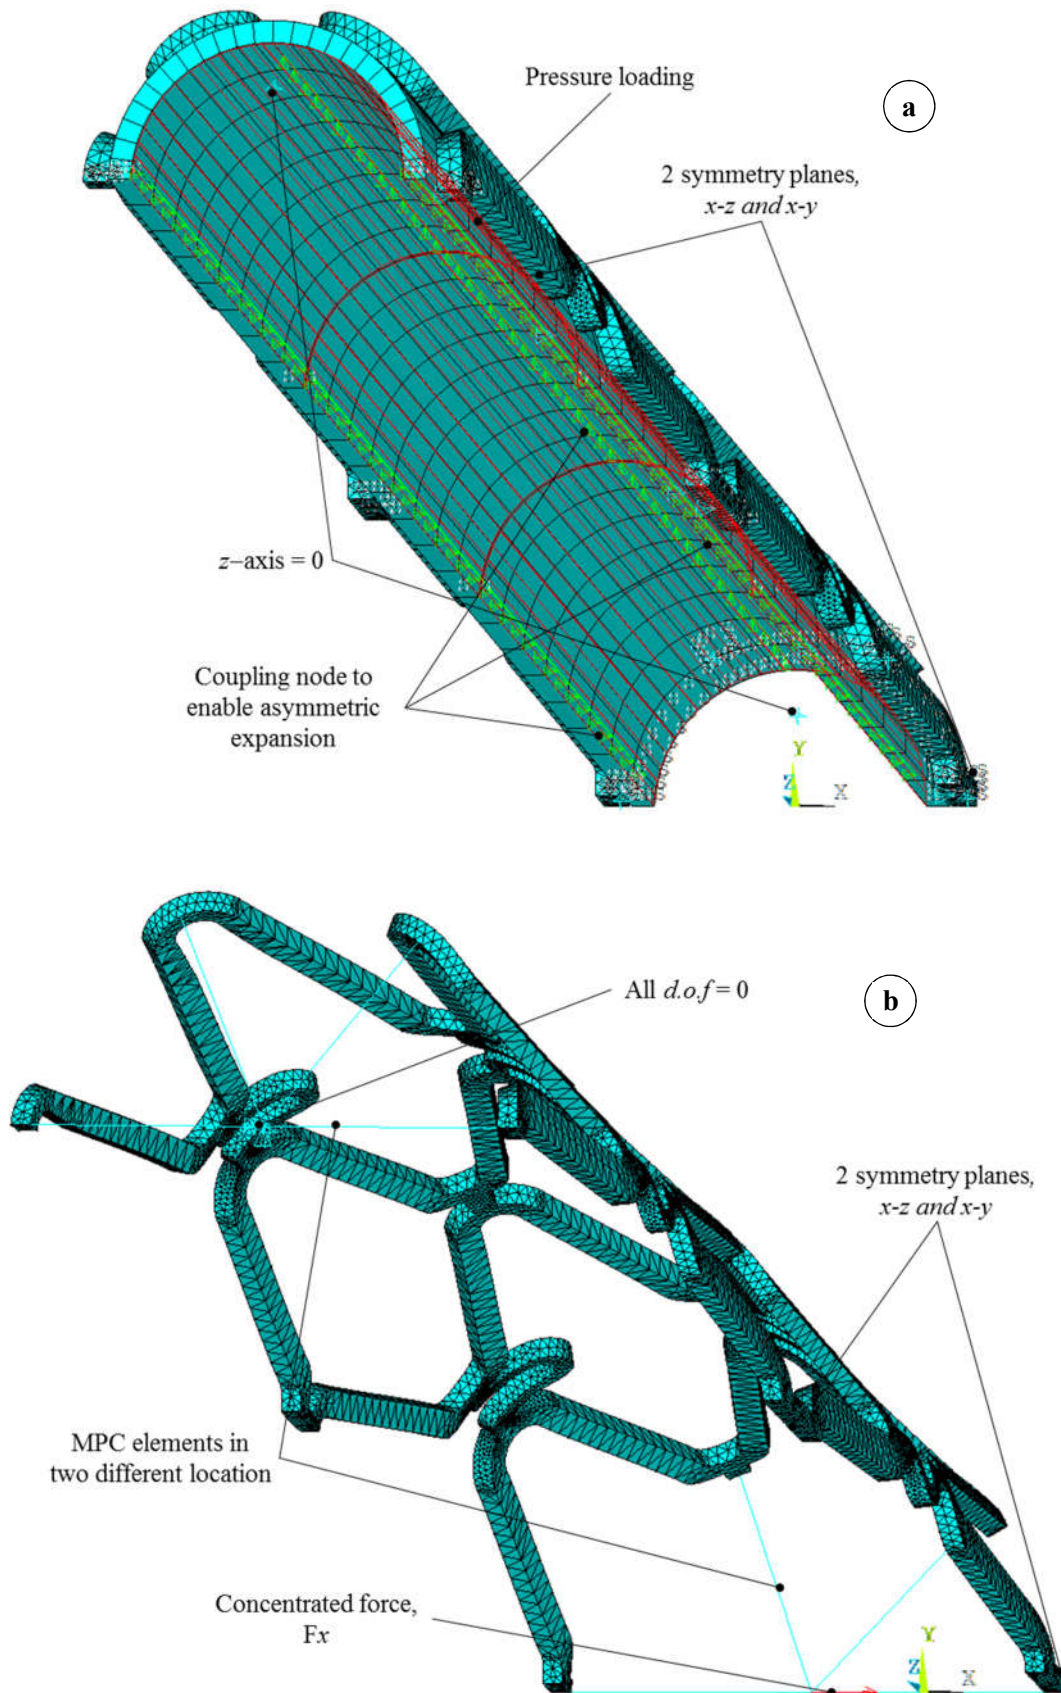 Pressure loading
a
2 symmetry planes,
x-z and x-y
z–axis = 0
Coupling node to
enable asymmetric
expansion
Y
Z
X
All d.o.f = 0
b
2 symmetry planes,
x-z and x-y
MPC elements in
two different location
Concentrated force,
Fx
Y
Z
X